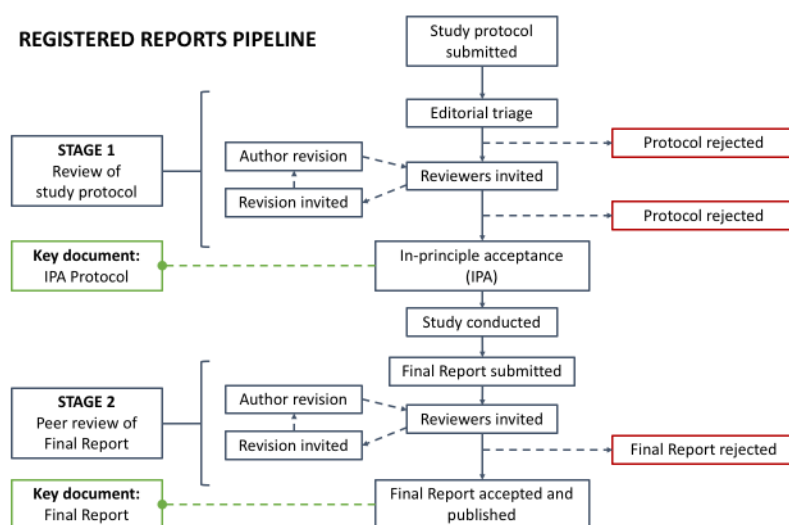 REGISTERED REPORTS PIPELINE
Study protocol
submitted
Editorial triage
Protocol rejected
STAGE 1
Review of
study protocol
Author revision
Revision invited
Reviewers invited
Protocol rejected
Key document:
IPA Protocol
In-principle acceptance
(IPA)
Study conducted
Final Report submitted
STAGE 2
Peer review of
Final Report
Author revision
Revision invited
Reviewers invited
Final Report rejected
Key document:
Final Report
Final Report accepted and
published